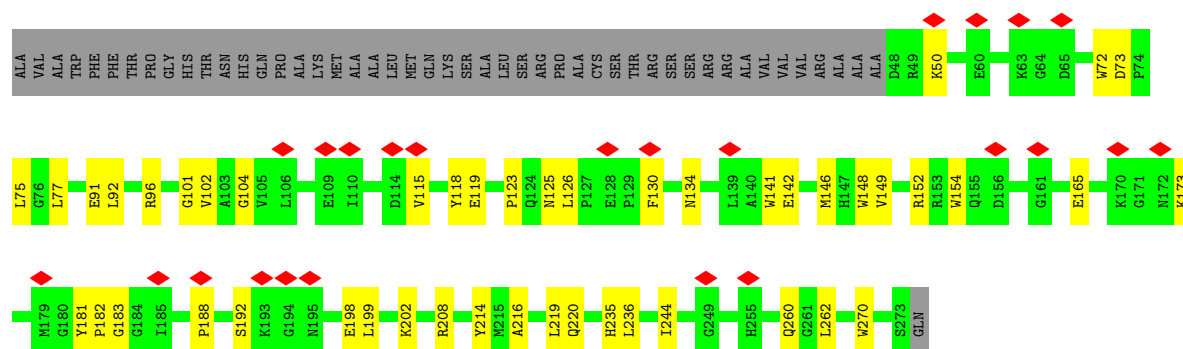 ALA VAL ALA TRP PHE PHE THR PRO GLY HIS THR ASN HIS GLN PRO ALA LYS MET ALA ALA LEU MET GLN LYS SER ALA LEU SER ARG PRO ALA CYS SER THR ARG SER SER ARG ARG ALA VAL VAL VAL ARG ALA ALA ALA D48 R49 K50 E60 K63 G64 D65 W72 D73 P74
L75 G76 L77 E91 L92 R96 G101 V102 A103 G104 V105 L106 E109 I110 D114 V115 Y118 E119 P123 Q124 N125 L126 P127 E128 P129 F130 N134 L139 A140 W141 E142 M146 H147 W148 V149 R152 R153 W154 Q155 D156 G161 E165 K170 G171 N172 K173
M179 G180 Y181 P182 G183 G184 I185 P188 S192 K193 G194 N195 E198 L199 K202 R208 Y214 M215 A216 L219 Q220 H235 L236 I244 G249 H255 Q260 G261 L262 W270 S273 GLN